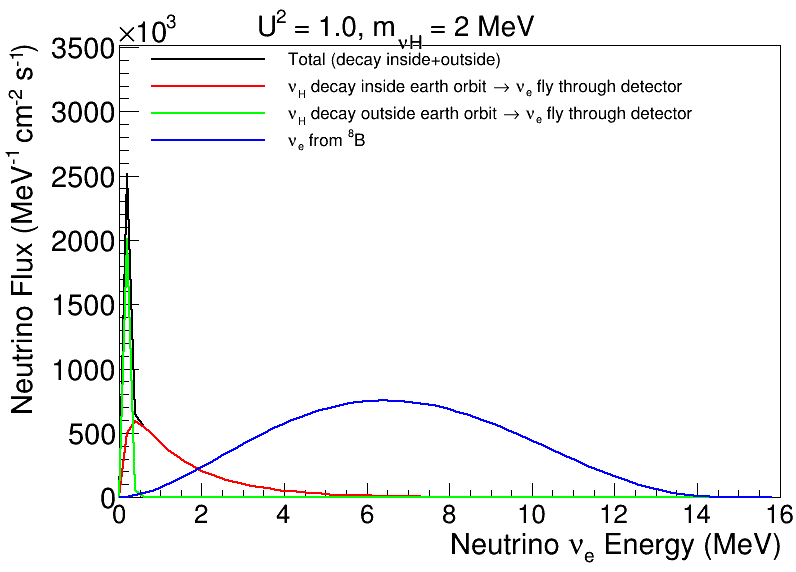 U² = 1.0, m_νH = 2 MeV
×10³
Total (decay inside+outside)
ν_H decay inside earth orbit → ν_e fly through detector
ν_H decay outside earth orbit → ν_e fly through detector
ν_e from ⁸B
Neutrino Flux (MeV⁻¹ cm⁻² s⁻¹)
3500
3000
2500
2000
1500
1000
500
0
0 2 4 6 8 10 12 14 16
Neutrino ν_e Energy (MeV)